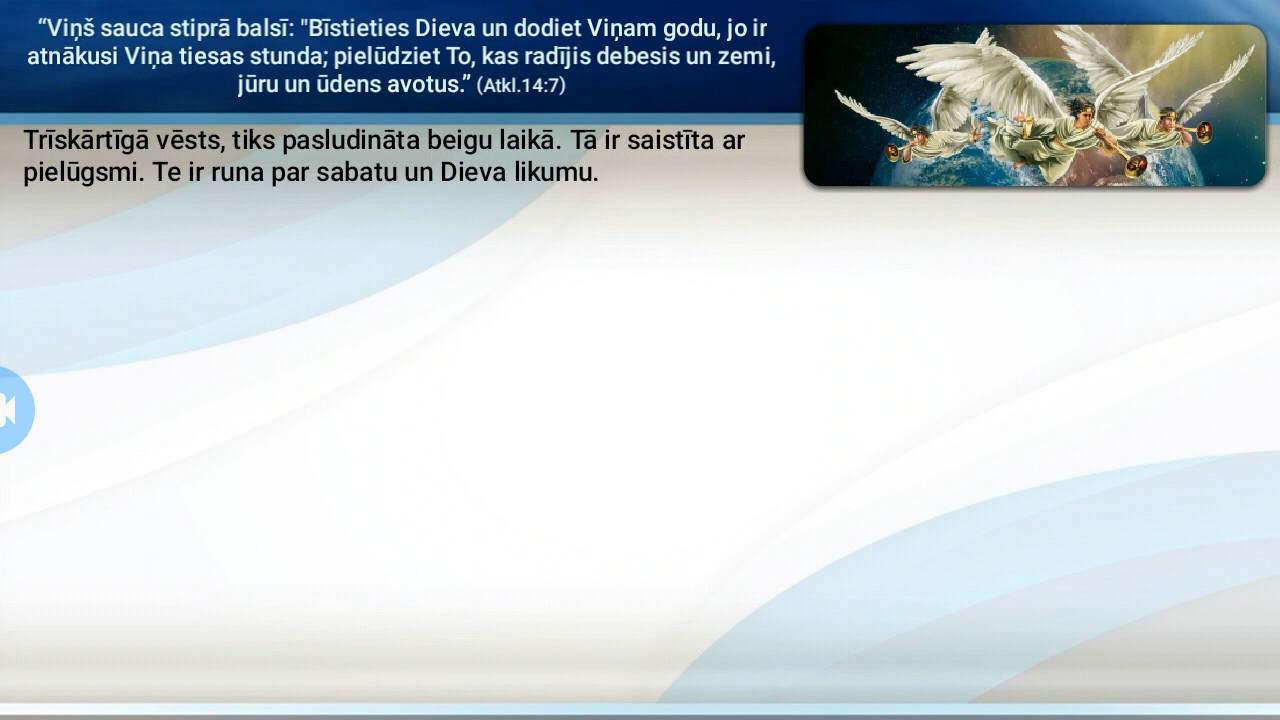 “Viņš sauca stiprā balsī: "Bīstieties Dieva un dodiet Viņam godu, jo ir
atnākusi Viņa tiesas stunda; pielūdziet To, kas radījis debesis un zemi,
jūru un ūdens avotus.” (Atkl.14:7)
Trīskārtīgā vēsts, tiks pasludināta beigu laikā. Tā ir saistīta ar
pielūgsmi. Te ir runa par sabatu un Dieva likumu.